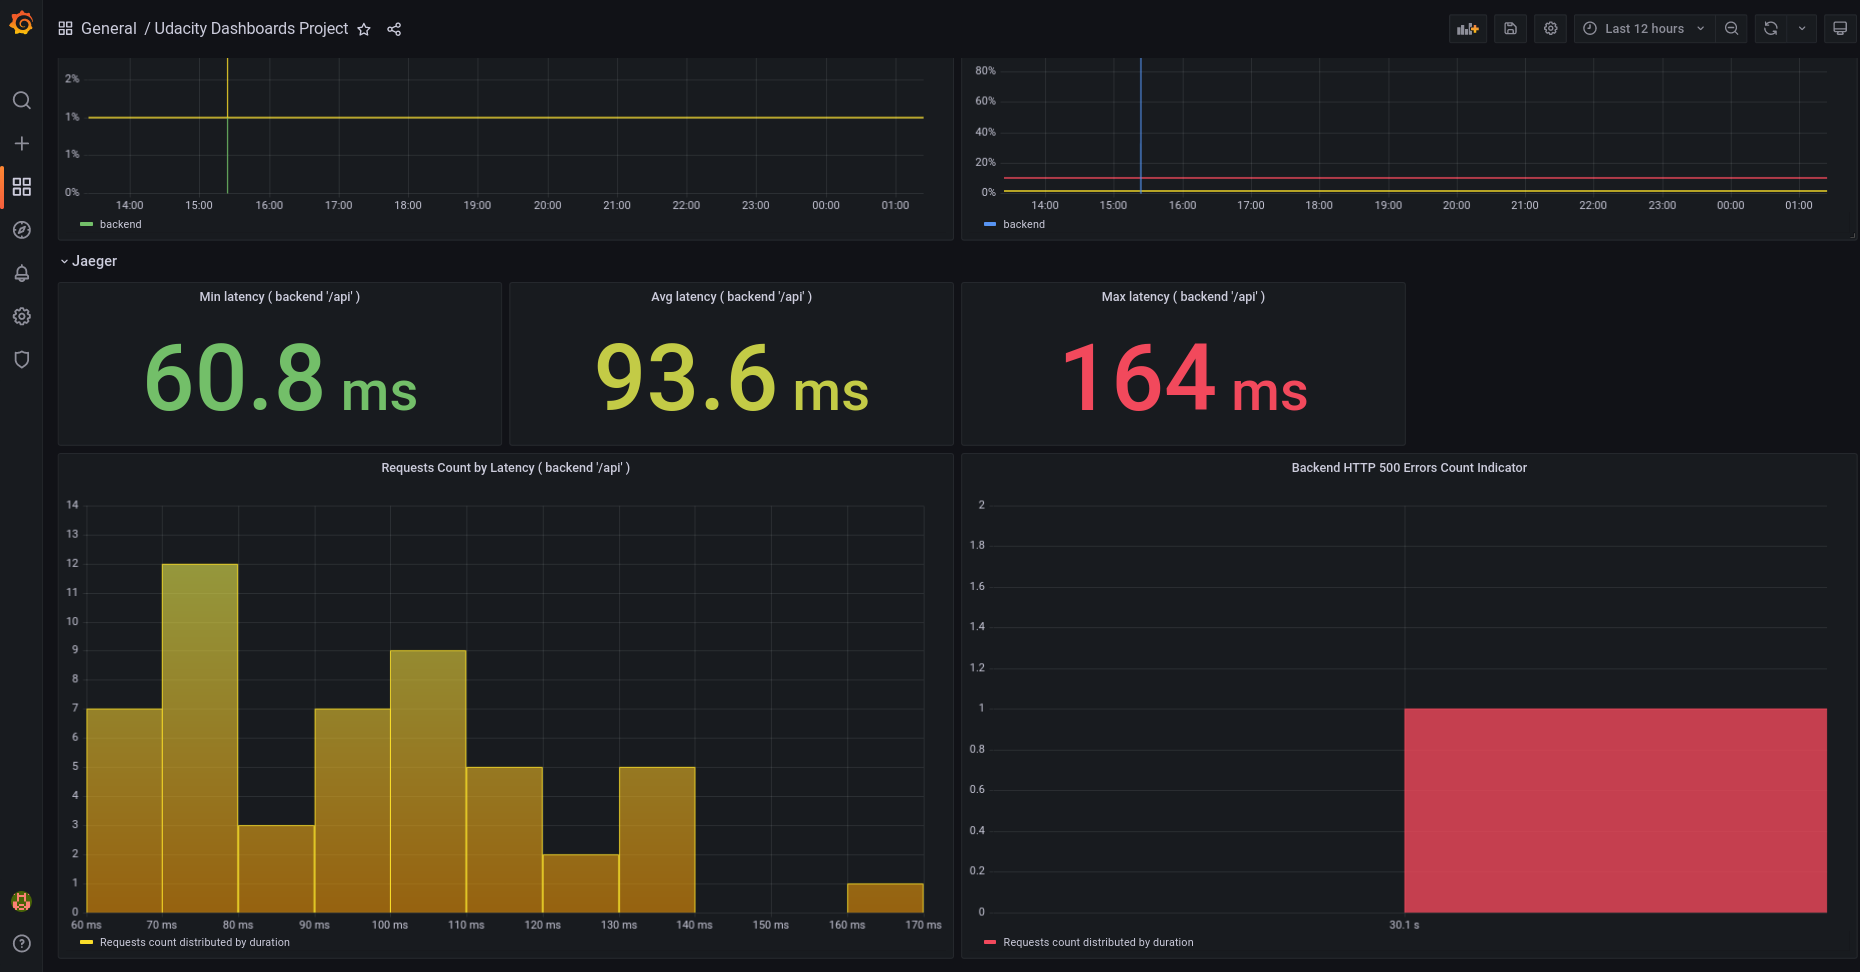 General / Udacity Dashboards Project
Last 12 hours
2%
1%
1%
0%
14:00 15:00 16:00 17:00 18:00 19:00 20:00 21:00 22:00 23:00 00:00 01:00
backend
80%
60%
40%
20%
0%
14:00 15:00 16:00 17:00 18:00 19:00 20:00 21:00 22:00 23:00 00:00 01:00
backend
Jaeger
Min latency ( backend '/api' )
60.8 ms
Avg latency ( backend '/api' )
93.6 ms
Max latency ( backend '/api' )
164 ms
Requests Count by Latency ( backend '/api' )
14
13
12
11
10
9
8
7
6
5
4
3
2
1
0
60 ms 70 ms 80 ms 90 ms 100 ms 110 ms 120 ms 130 ms 140 ms 150 ms 160 ms 170 ms
Requests count distributed by duration
Backend HTTP 500 Errors Count Indicator
2
1.8
1.6
1.4
1.2
1
0.8
0.6
0.4
0.2
0
30.1 s
Requests count distributed by duration